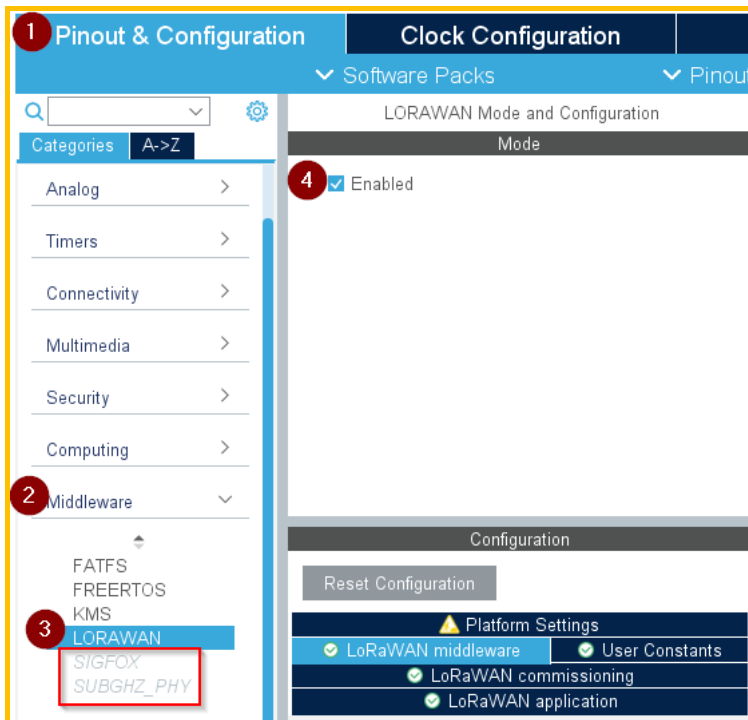 1 Pinout & Configuration
Clock Configuration
Software Packs
Pinout
Categories
A->Z
Analog
Timers
Connectivity
Multimedia
Security
Computing
2 Middleware
FATFS
FREERTOS
KMS
3 LORAWAN
SIGFOX
SUBGHZ_PHY
LORAWAN Mode and Configuration
Mode
4 Enabled
Configuration
Reset Configuration
Platform Settings
LoRaWAN middleware
User Constants
LoRaWAN commissioning
LoRaWAN application